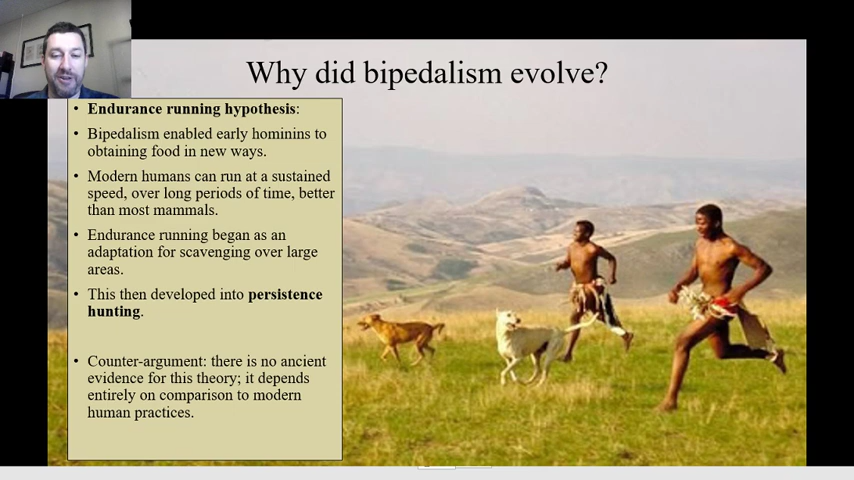 Why did bipedalism evolve?
• Endurance running hypothesis:
• Bipedalism enabled early hominins to
obtaining food in new ways.
• Modern humans can run at a sustained
speed, over long periods of time, better
than most mammals.
• Endurance running began as an
adaptation for scavenging over large
areas.
• This then developed into persistence
hunting.
• Counter-argument: there is no ancient
evidence for this theory; it depends
entirely on comparison to modern
human practices.